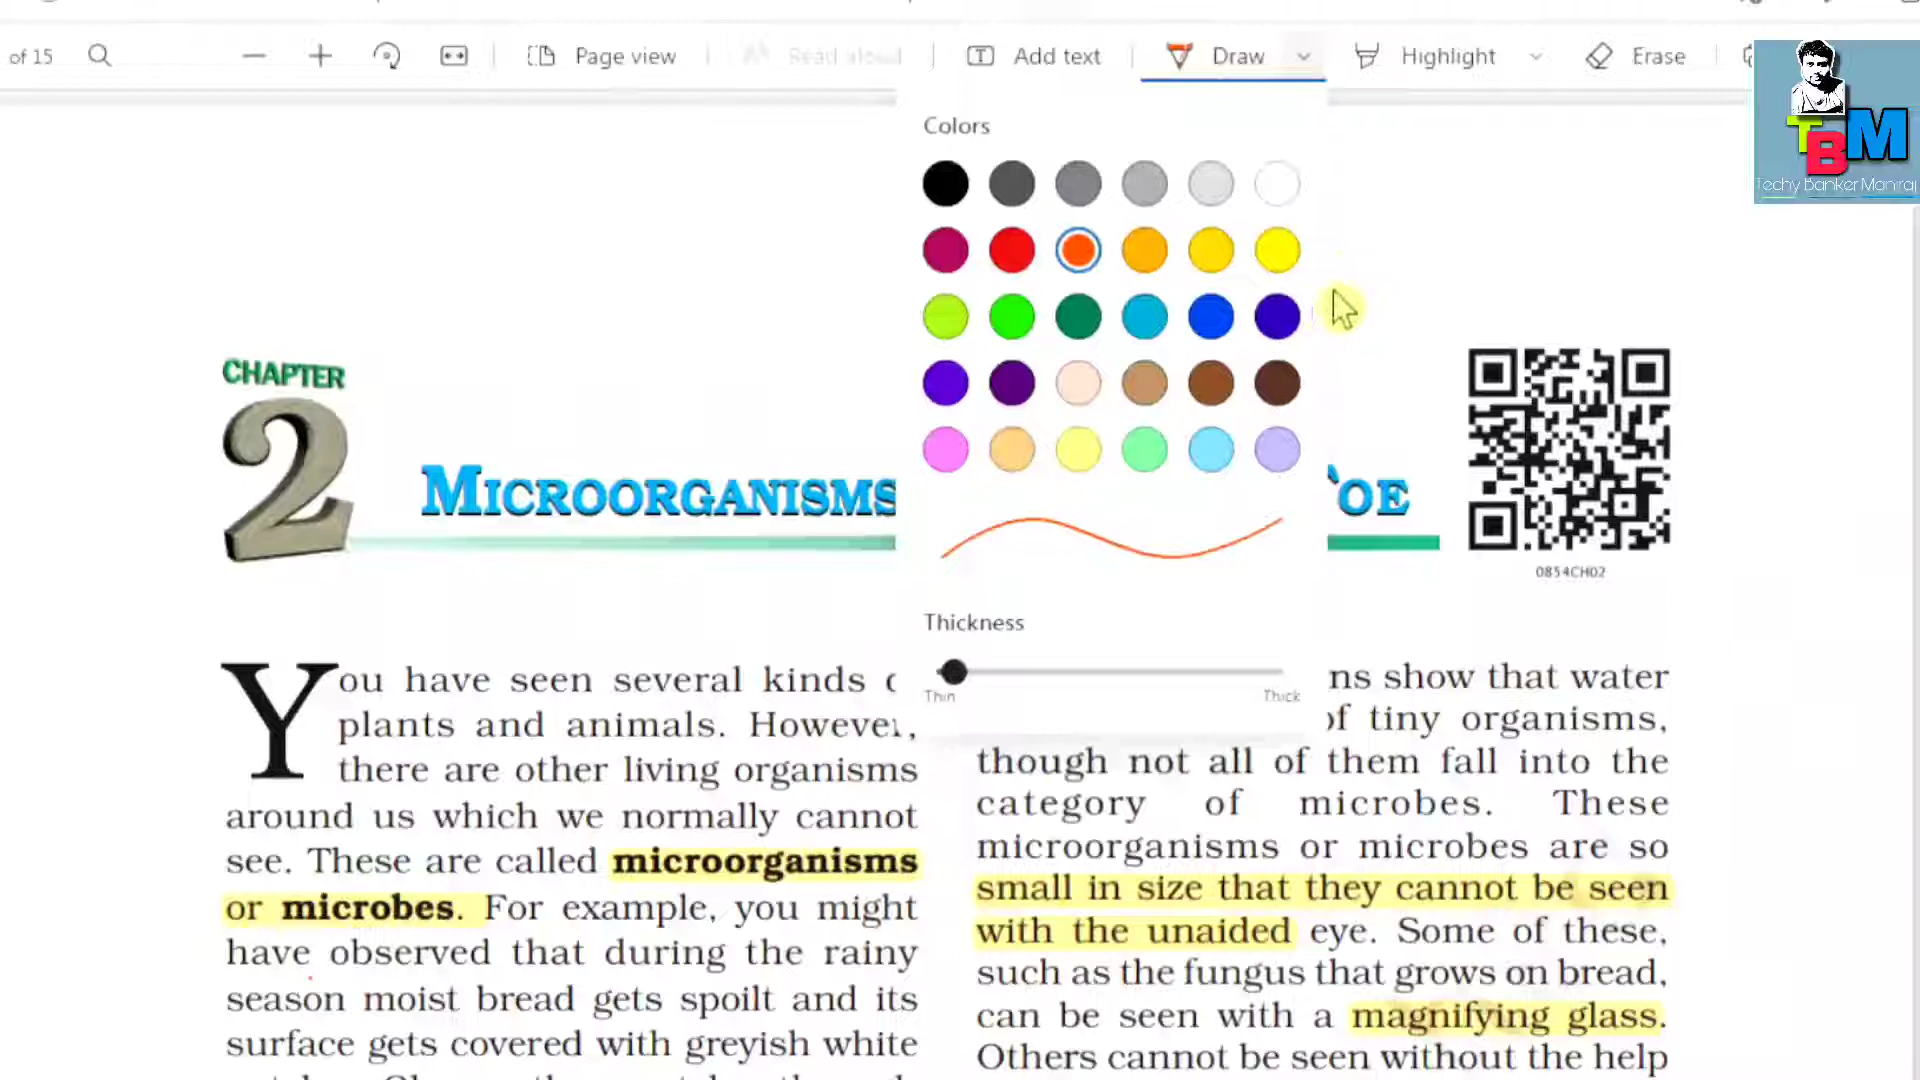 of 15
Page view
Read aloud
Add text
Draw
Highlight
Erase
TBM
Techy Banker Maniraj
Colors
Thickness
Thin
Thick
CHAPTER
2
MICROORGANISMS
OE
0854CH02
You have seen several kinds
plants and animals. However,
there are other living organisms
around us which we normally cannot
see. These are called microorganisms
or microbes. For example, you might
have observed that during the rainy
season moist bread gets spoilt and its
surface gets covered with greyish white
ns show that water
of tiny organisms,
though not all of them fall into the
category of microbes. These
microorganisms or microbes are so
small in size that they cannot be seen
with the unaided eye. Some of these,
such as the fungus that grows on bread,
can be seen with a magnifying glass.
Others cannot be seen without the help